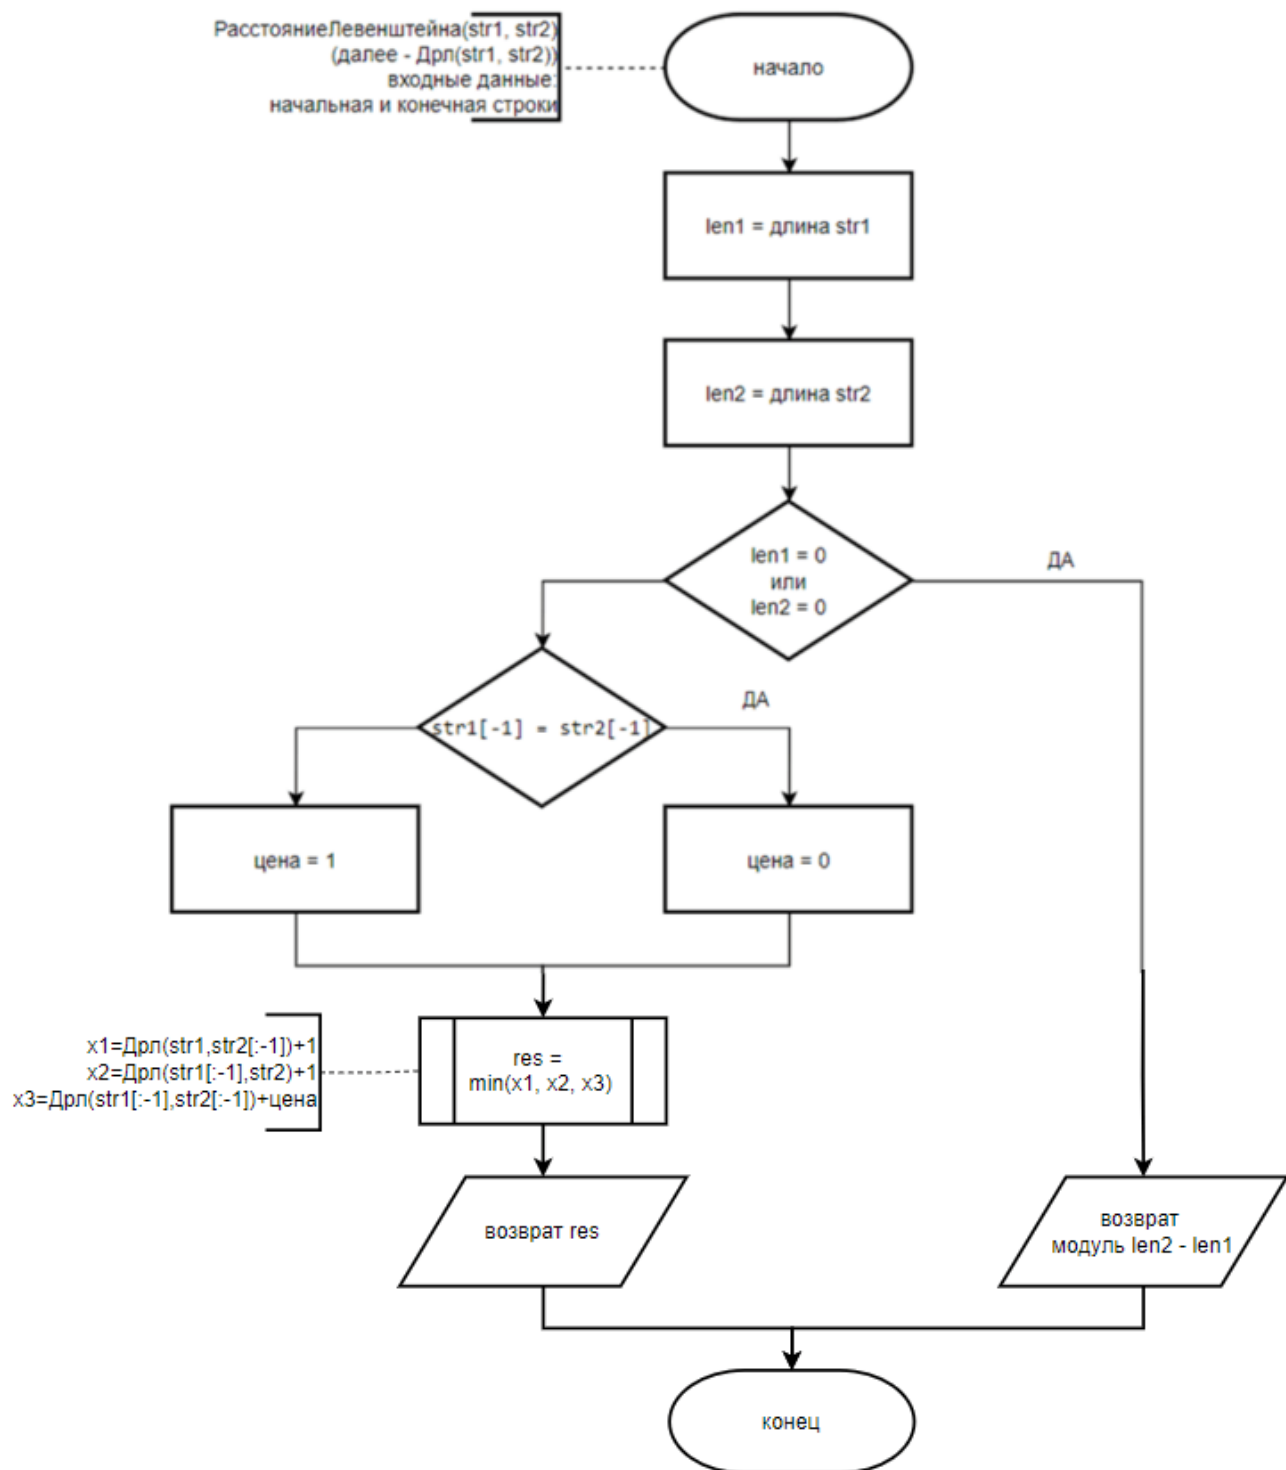 РасстояниеЛевенштейна(str1, str2)
(далее - Дрл(str1, str2))
входные данные:
начальная и конечная строки
начало
len1 = длина str1
len2 = длина str2
len1 = 0
или
len2 = 0
ДА
str1[-1] = str2[-1]
ДА
цена = 1
цена = 0
x1=Дрл(str1,str2[:-1])+1
x2=Дрл(str1[:-1],str2)+1
x3=Дрл(str1[:-1],str2[:-1])+цена
res =
min(x1, x2, x3)
возврат res
возврат
модуль len2 - len1
конец